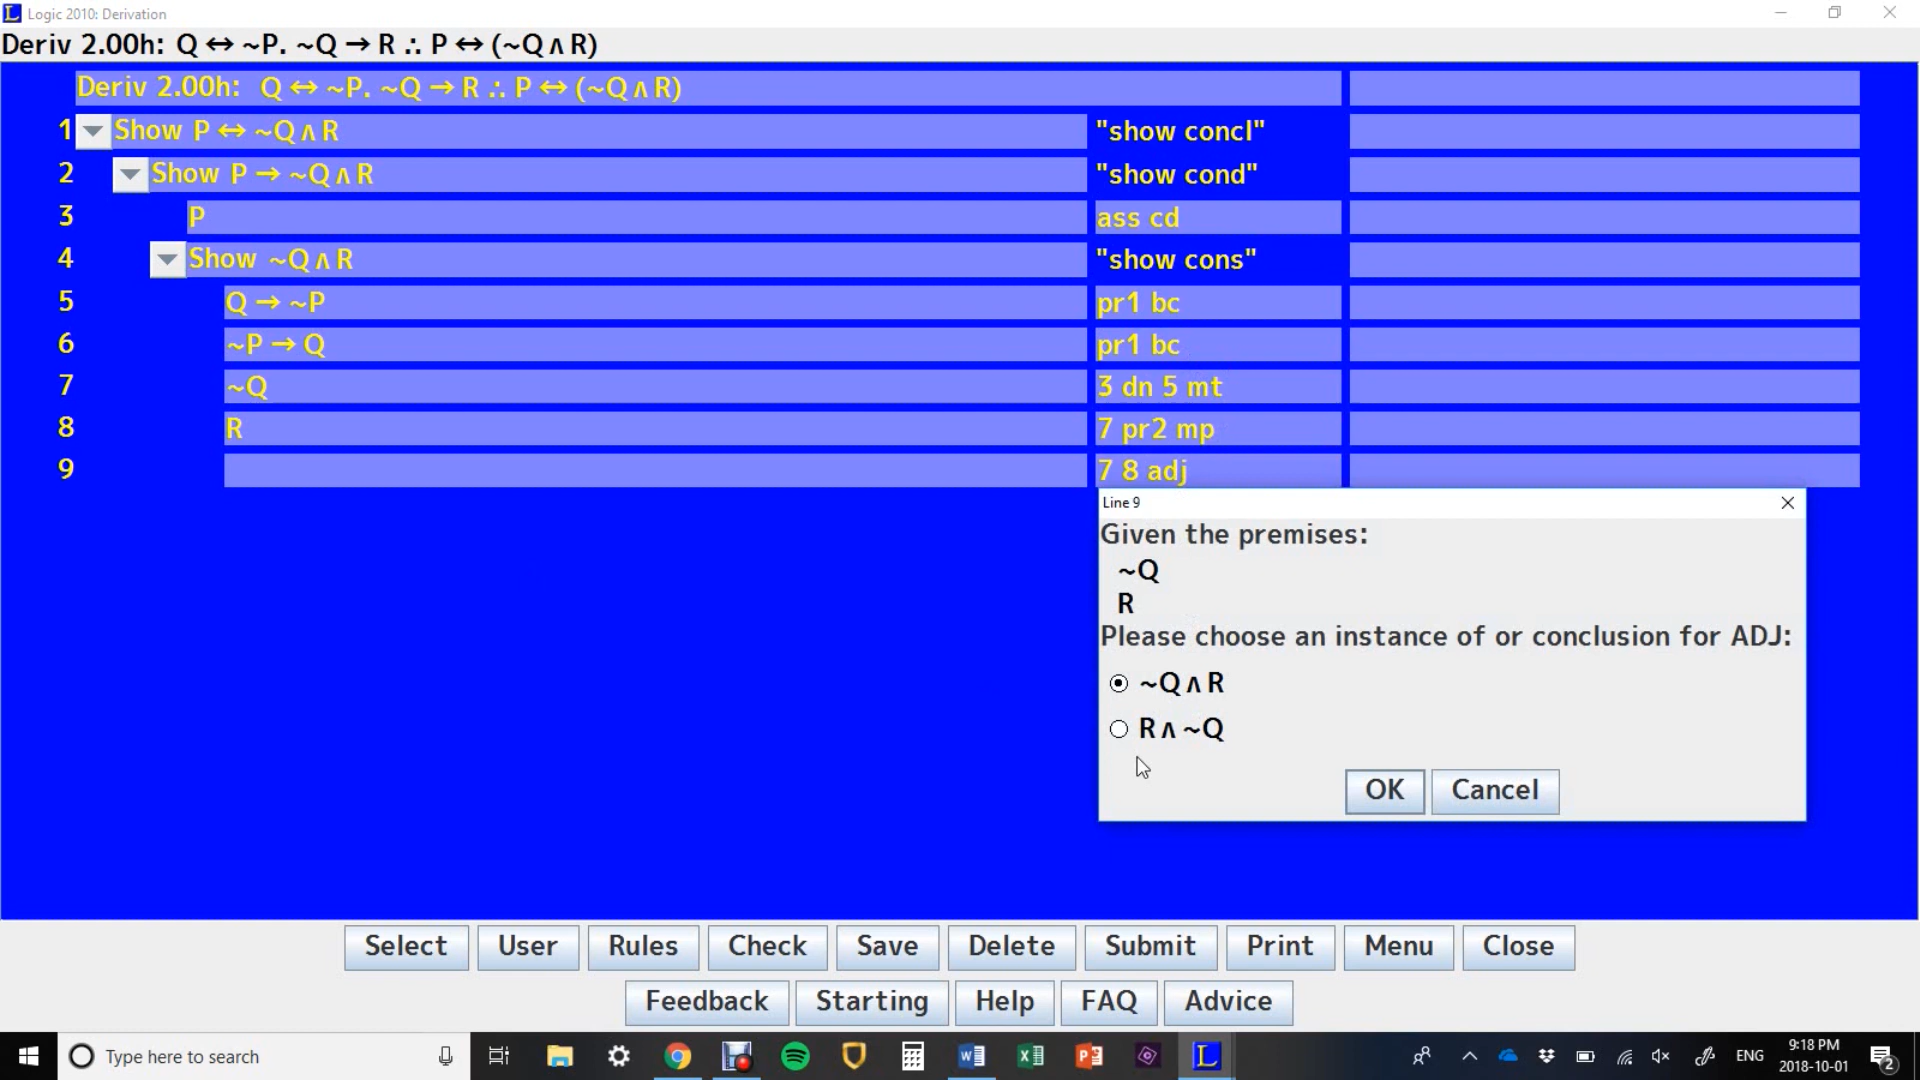 Logic 2010: Derivation
Deriv 2.00h: Q ↔ ~P. ~Q → R ∴ P ↔ (~Q ∧ R)
Deriv 2.00h: Q ↔ ~P. ~Q → R ∴ P ↔ (~Q ∧ R)
1 Show P ↔ ~Q ∧ R "show concl"
2 Show P → ~Q ∧ R "show cond"
3 P ass cd
4 Show ~Q ∧ R "show cons"
5 Q → ~P pr1 bc
6 ~P → Q pr1 bc
7 ~Q 3 dn 5 mt
8 R 7 pr2 mp
9 7 8 adj
Line 9
Given the premises:
~Q
R
Please choose an instance of or conclusion for ADJ:
~Q ∧ R
R ∧ ~Q
OK Cancel
Select User Rules Check Save Delete Submit Print Menu Close
Feedback Starting Help FAQ Advice
Type here to search
ENG
9:18 PM
2018-10-01
2